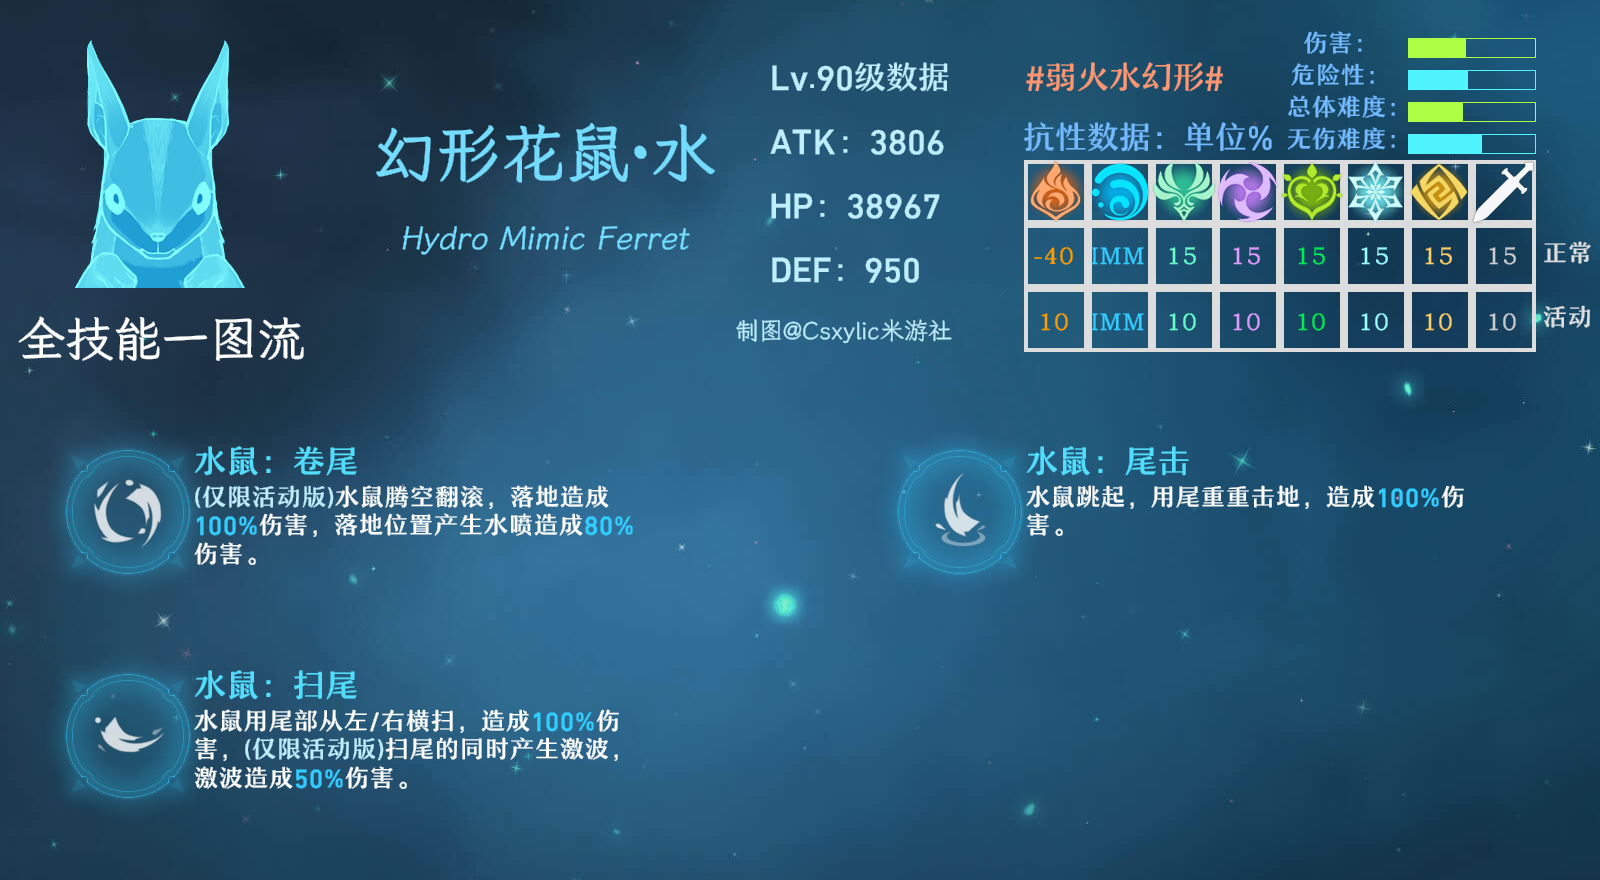 幻形花鼠·水
Hydro Mimic Ferret
全技能一图流
Lv.90级数据
ATK：3806
HP：38967
DEF：950
制图@Csxylic米游社
#弱火水幻形#
伤害：
危险性：
总体难度：
无伤难度：
抗性数据：单位%
-40 IMM 15 15 15 15 15 15 正常
10 IMM 10 10 10 10 10 10 活动
水鼠：卷尾
(仅限活动版)水鼠腾空翻滚，落地造成
100%伤害，落地位置产生水喷造成80%
伤害。
水鼠：尾击
水鼠跳起，用尾重重击地，造成100%伤
害。
水鼠：扫尾
水鼠用尾部从左/右横扫，造成100%伤
害，(仅限活动版)扫尾的同时产生激波，
激波造成50%伤害。